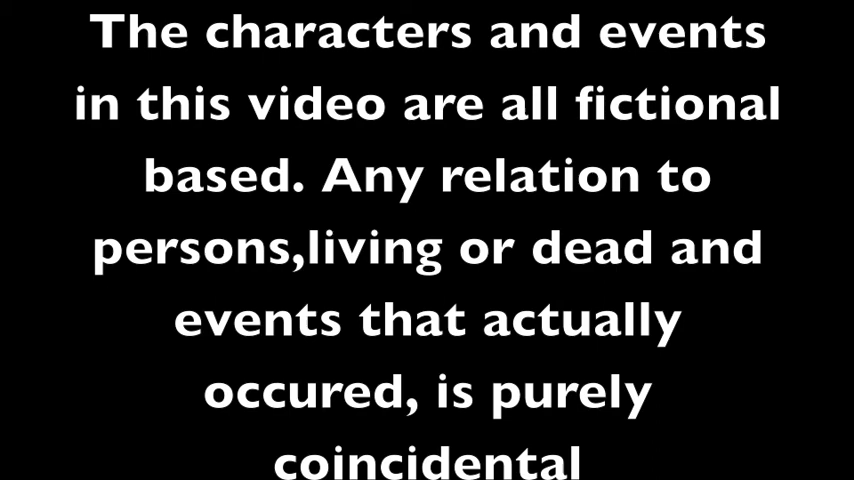 The characters and events
in this video are all fictional
based. Any relation to
persons,living or dead and
events that actually
occured, is purely
coincidental